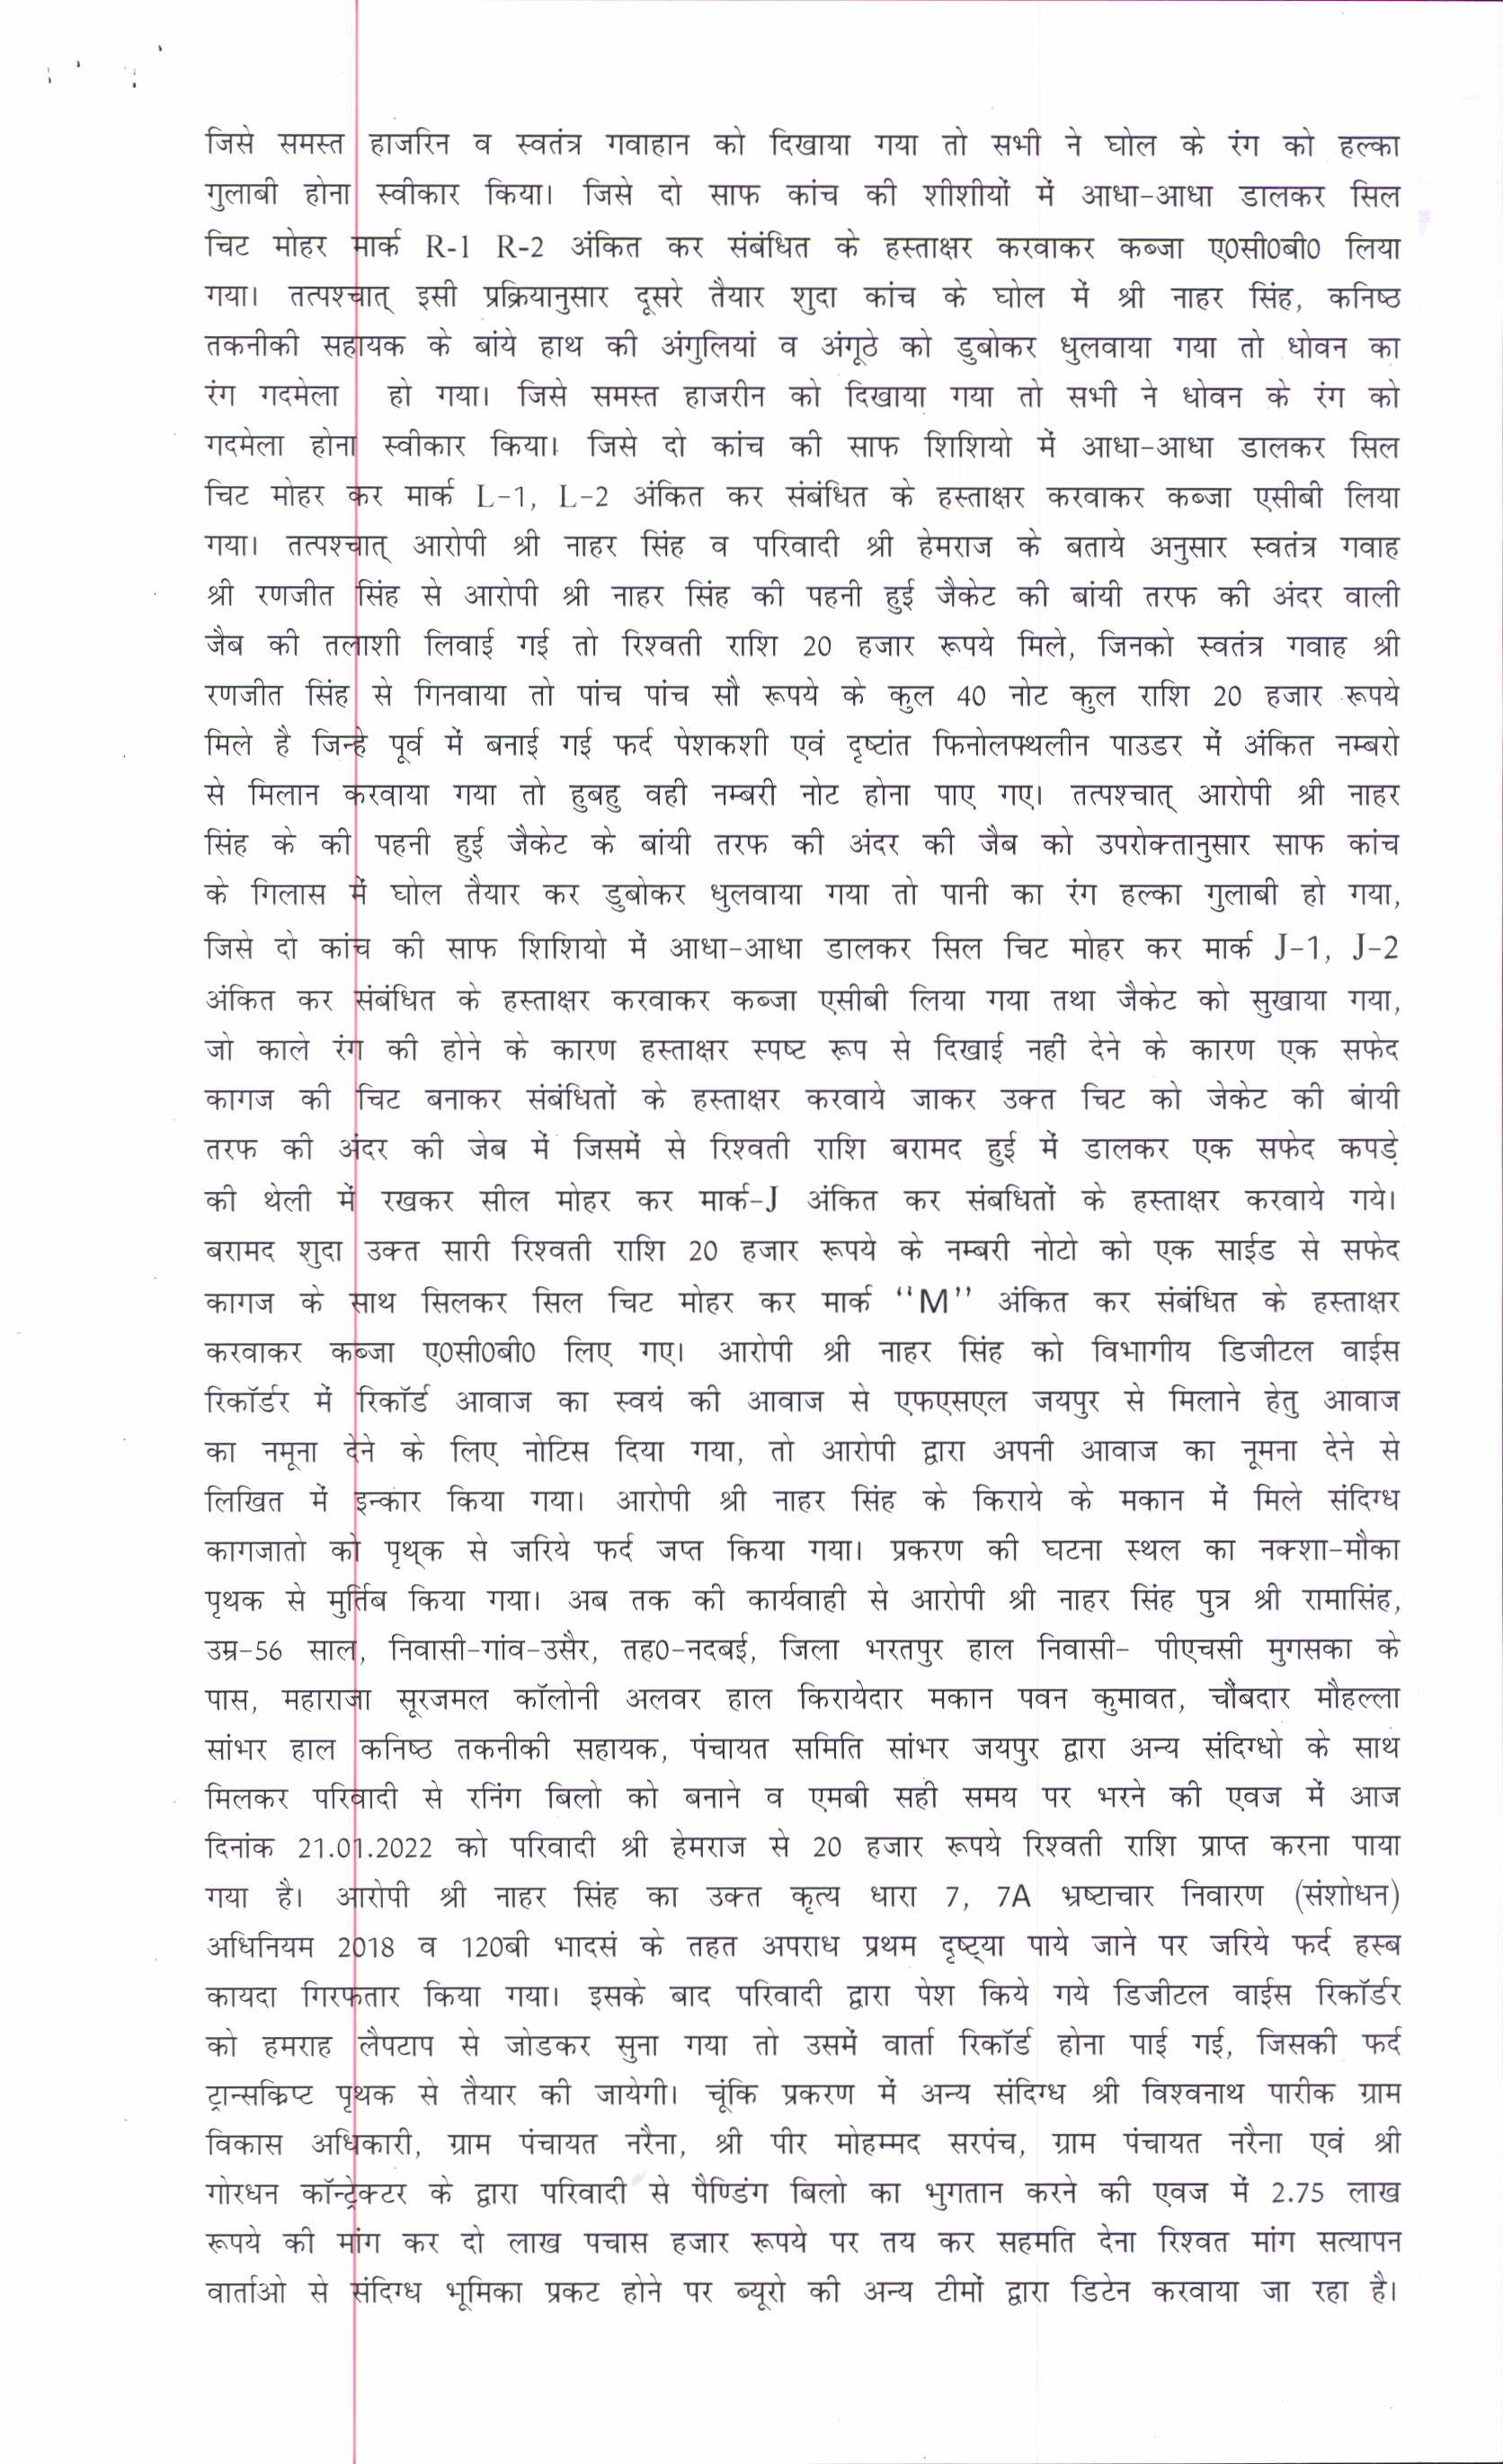 जिसे समस्त हाजरिन व स्वतंत्र गवाहान को दिखाया गया तो सभी ने घोल के रंग को हल्का
गुलाबी होना स्वीकार किया। जिसे दो साफ कांच की शीशीयों में आधा-आधा डालकर सिल
चिट मोहर मार्क R-1 R-2 अंकित कर संबंधित के हस्ताक्षर करवाकर कब्जा ए0सी0बी0 लिया
गया। तत्पश्चात् इसी प्रक्रियानुसार दूसरे तैयार शुदा कांच के घोल में श्री नाहर सिंह, कनिष्ठ
तकनीकी सहायक के बांये हाथ की अंगुलियां व अंगूठे को डुबोकर धुलवाया गया तो धोवन का
रंग गदमेला हो गया। जिसे समस्त हाजरीन को दिखाया गया तो सभी ने धोवन के रंग को
गदमेला होना स्वीकार किया। जिसे दो कांच की साफ शिशियो में आधा-आधा डालकर सिल
चिट मोहर कर मार्क L-1, L-2 अंकित कर संबंधित के हस्ताक्षर करवाकर कब्जा एसीबी लिया
गया। तत्पश्चात् आरोपी श्री नाहर सिंह व परिवादी श्री हेमराज के बताये अनुसार स्वतंत्र गवाह
श्री रणजीत सिंह से आरोपी श्री नाहर सिंह की पहनी हुई जैकेट की बांयी तरफ की अंदर वाली
जैब की तलाशी लिवाई गई तो रिश्वती राशि 20 हजार रूपये मिले, जिनको स्वतंत्र गवाह श्री
रणजीत सिंह से गिनवाया तो पांच पांच सौ रूपये के कुल 40 नोट कुल राशि 20 हजार रूपये
मिले है जिन्हे पूर्व में बनाई गई फर्द पेशकशी एवं दृष्टांत फिनोलफ्थलीन पाउडर में अंकित नम्बरो
से मिलान करवाया गया तो हुबहु वही नम्बरी नोट होना पाए गए। तत्पश्चात् आरोपी श्री नाहर
सिंह के की पहनी हुई जैकेट के बांयी तरफ की अंदर की जैब को उपरोक्तानुसार साफ कांच
के गिलास में घोल तैयार कर डुबोकर धुलवाया गया तो पानी का रंग हल्का गुलाबी हो गया,
जिसे दो कांच की साफ शिशियो में आधा-आधा डालकर सिल चिट मोहर कर मार्क J-1, J-2
अंकित कर संबंधित के हस्ताक्षर करवाकर कब्जा एसीबी लिया गया तथा जैकेट को सुखाया गया,
जो काले रंग की होने के कारण हस्ताक्षर स्पष्ट रूप से दिखाई नहीं देने के कारण एक सफेद
कागज की चिट बनाकर संबंधितों के हस्ताक्षर करवाये जाकर उक्त चिट को जेकेट की बांयी
तरफ की अंदर की जेब में जिसमें से रिश्वती राशि बरामद हुई में डालकर एक सफेद कपड़े
की थेली में रखकर सील मोहर कर मार्क-J अंकित कर संबधितों के हस्ताक्षर करवाये गये।
बरामद शुदा उक्त सारी रिश्वती राशि 20 हजार रूपये के नम्बरी नोटो को एक साईड से सफेद
कागज के साथ सिलकर सिल चिट मोहर कर मार्क “M” अंकित कर संबंधित के हस्ताक्षर
करवाकर कब्जा ए0सी0बी0 लिए गए। आरोपी श्री नाहर सिंह को विभागीय डिजीटल वाईस
रिकॉर्डर में रिकॉर्ड आवाज का स्वयं की आवाज से एफएसएल जयपुर से मिलाने हेतु आवाज
का नमूना देने के लिए नोटिस दिया गया, तो आरोपी द्वारा अपनी आवाज का नूमना देने से
लिखित में इन्कार किया गया। आरोपी श्री नाहर सिंह के किराये के मकान में मिले संदिग्ध
कागजातो को पृथ्क से जरिये फर्द जप्त किया गया। प्रकरण की घटना स्थल का नक्शा-मौका
पृथक से मुर्तिब किया गया। अब तक की कार्यवाही से आरोपी श्री नाहर सिंह पुत्र श्री रामासिंह,
उम्र-56 साल, निवासी-गांव-उसैर, तह0-नदबई, जिला भरतपुर हाल निवासी- पीएचसी मुगसका के
पास, महाराजा सूरजमल कॉलोनी अलवर हाल किरायेदार मकान पवन कुमावत, चौंबदार मौहल्ला
सांभर हाल कनिष्ठ तकनीकी सहायक, पंचायत समिति सांभर जयपुर द्वारा अन्य संदिग्धो के साथ
मिलकर परिवादी से रनिंग बिलो को बनाने व एमबी सही समय पर भरने की एवज में आज
दिनांक 21.01.2022 को परिवादी श्री हेमराज से 20 हजार रूपये रिश्वती राशि प्राप्त करना पाया
गया है। आरोपी श्री नाहर सिंह का उक्त कृत्य धारा 7, 7A भ्रष्टाचार निवारण (संशोधन)
अधिनियम 2018 व 120बी भादसं के तहत अपराध प्रथम दृष्ट्या पाये जाने पर जरिये फर्द हस्ब
कायदा गिरफतार किया गया। इसके बाद परिवादी द्वारा पेश किये गये डिजीटल वाईस रिकॉर्डर
को हमराह लैपटाप से जोडकर सुना गया तो उसमें वार्ता रिकॉर्ड होना पाई गई, जिसकी फर्द
ट्रान्सक्रिप्ट पृथक से तैयार की जायेगी। चूंकि प्रकरण में अन्य संदिग्ध श्री विश्वनाथ पारीक ग्राम
विकास अधिकारी, ग्राम पंचायत नरैना, श्री पीर मोहम्मद सरपंच, ग्राम पंचायत नरैना एवं श्री
गोरधन कॉन्ट्रेक्टर के द्वारा परिवादी से पैण्डिंग बिलो का भुगतान करने की एवज में 2.75 लाख
रूपये की मांग कर दो लाख पचास हजार रूपये पर तय कर सहमति देना रिश्वत मांग सत्यापन
वार्ताओ से संदिग्ध भूमिका प्रकट होने पर ब्यूरो की अन्य टीमों द्वारा डिटेन करवाया जा रहा है।